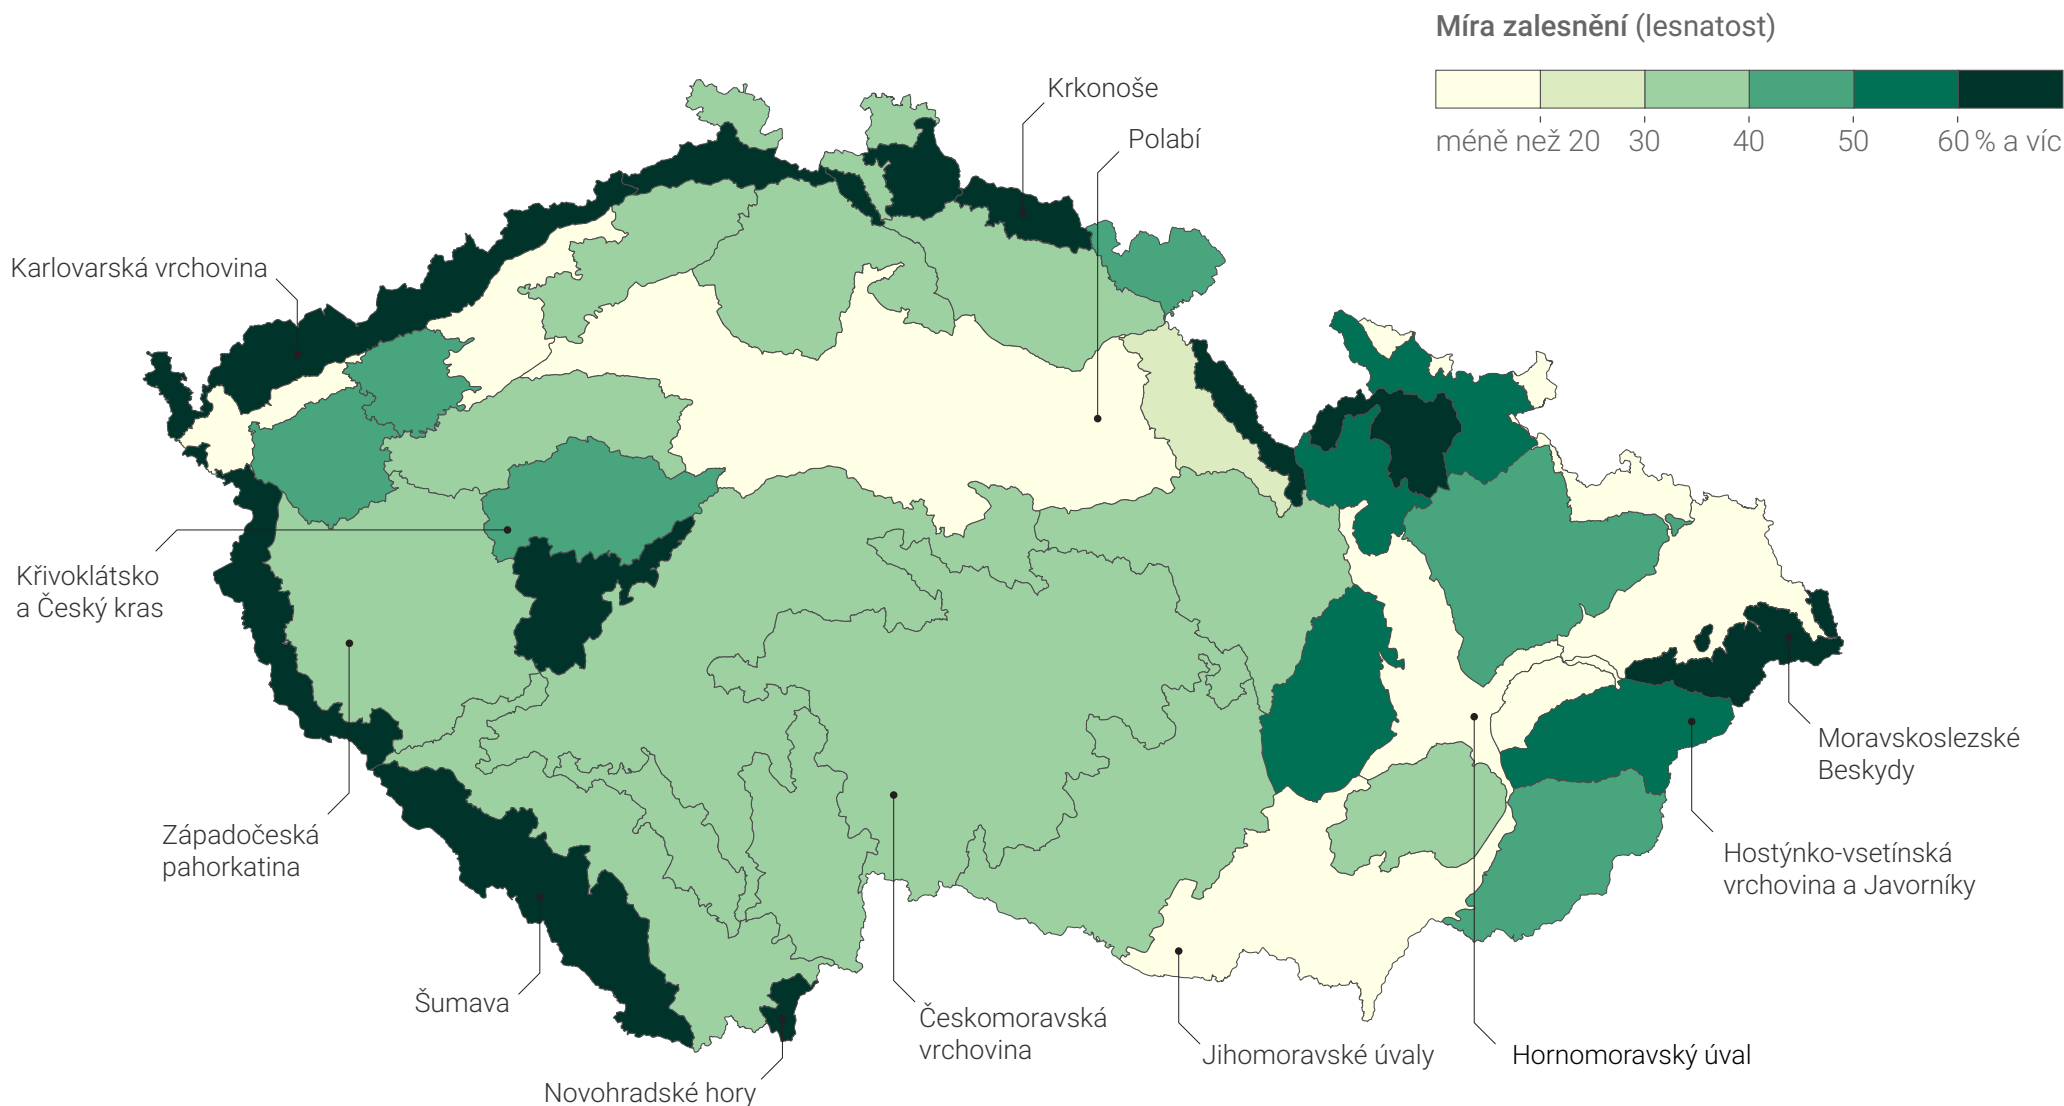 Míra zalesnění (lesnatost)
méně než 20 30 40 50 60 % a víc
Krkonoše
Polabí
Karlovarská vrchovina
Křivoklátsko
a Český kras
Západočeská
pahorkatina
Šumava
Novohradské hory
Českomoravská
vrchovina
Jihomoravské úvaly
Hornomoravský úval
Moravskoslezské
Beskydy
Hostýnko-vsetínská
vrchovina a Javorníky